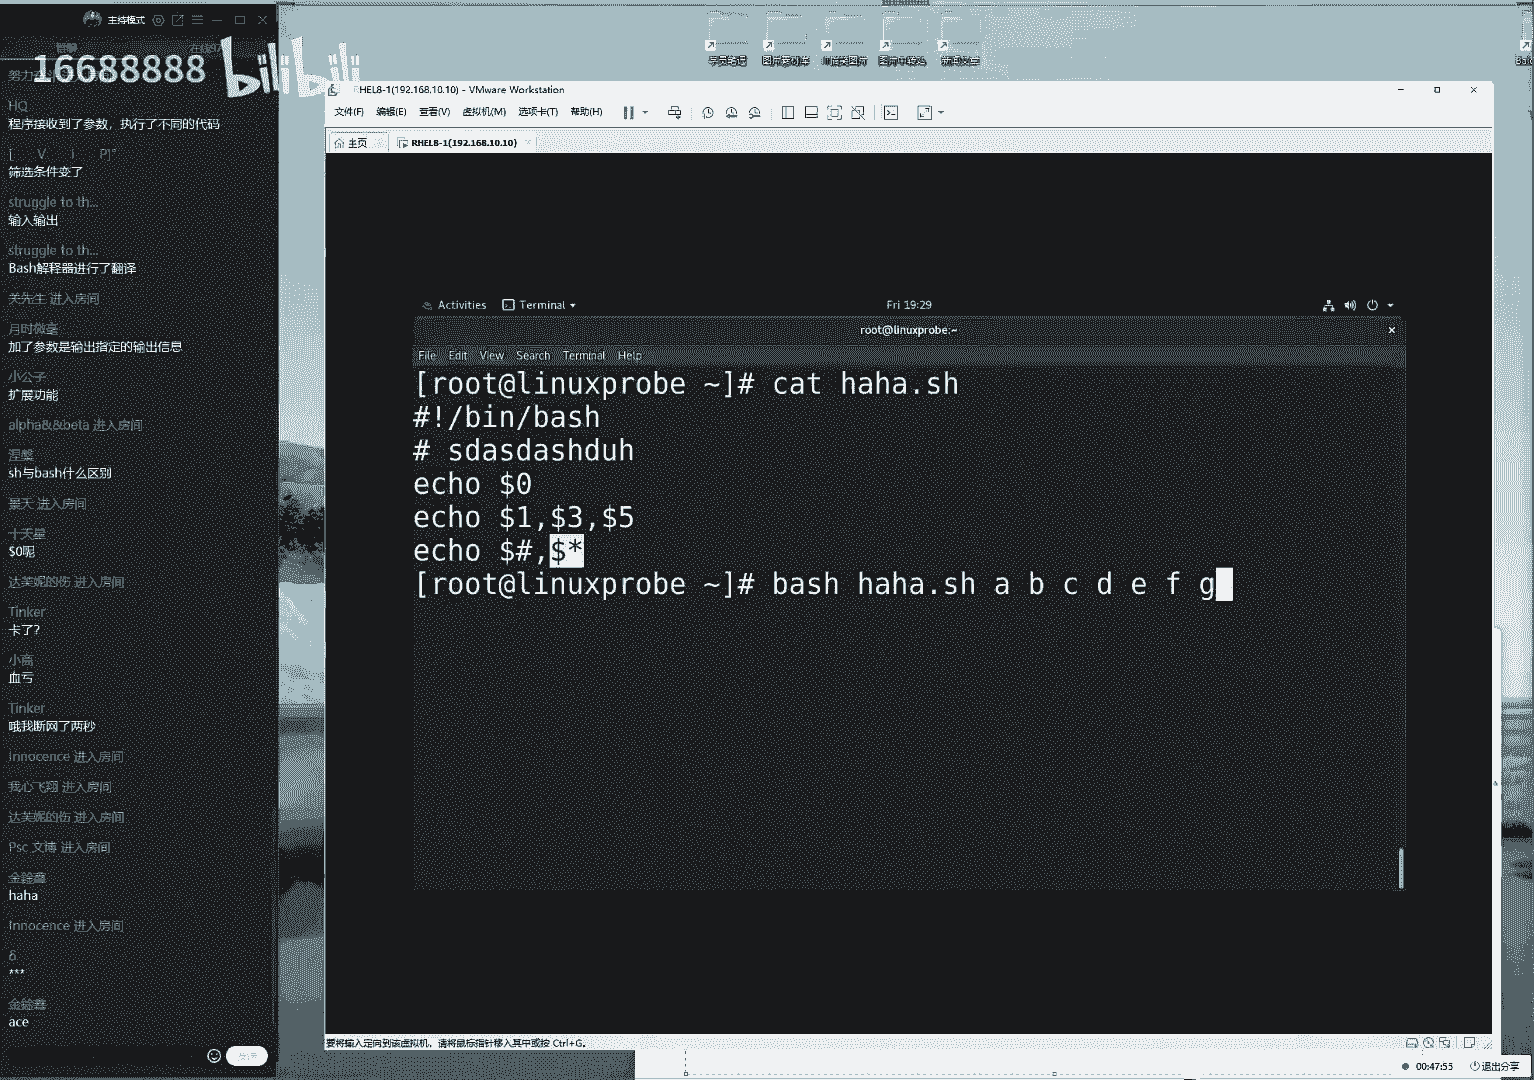 主持模式
16688888
bilibili
HQ
程序接收到了参数，执行了不同的代码
[ V i P]°
筛选条件变了
struggle to th...
输入输出
struggle to th...
Bash解释器进行了翻译
关先生 进入房间
月时微毫
加了参数是输出指定的输出信息
小公子
扩展功能
alpha&&beta 进入房间
涅槃
sh与bash什么区别
景天 进入房间
$0呢
达芙妮的伤 进入房间
Tinker
卡了?
小高
血亏
Tinker
哦我断网了两秒
Innocence 进入房间
我心飞翔 进入房间
达芙妮的伤 进入房间
Psc 文博 进入房间
haha
Innocence 进入房间
δ
***
ace
RHEL8-1(192.168.10.10) - VMware Workstation
文件(F) 编辑(E) 查看(V) 虚拟机(M) 选项卡(T) 帮助(H)
主页 RHEL8-1(192.168.10.10)
Activities Terminal Fri 19:29
root@linuxprobe:~
File Edit View Search Terminal Help
[root@linuxprobe ~]# cat haha.sh
#!/bin/bash
# sdasdashduh
echo $0
echo $1,$3,$5
echo $#,$*
[root@linuxprobe ~]# bash haha.sh a b c d e f g
要将输入定向到该虚拟机，请将鼠标指针移入其中或按 Ctrl+G。
00:47:55 退出分享